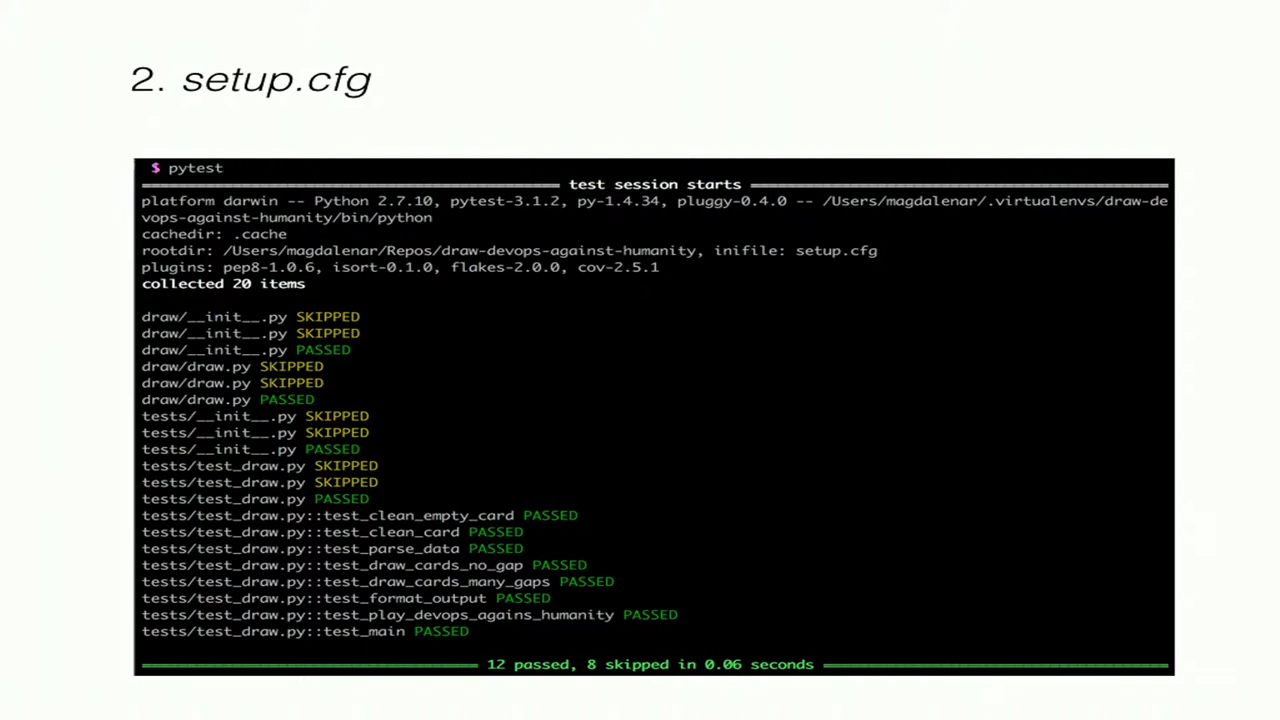 2. setup.cfg
$ pytest
test session starts
platform darwin -- Python 2.7.10, pytest-3.1.2, py-1.4.34, pluggy-0.4.0 -- /Users/magdalenar/.virtualenvs/draw-de
vops-against-humanity/bin/python
cachedir: .cache
rootdir: /Users/magdalenar/Repos/draw-devops-against-humanity, inifile: setup.cfg
plugins: pep8-1.0.6, isort-0.1.0, flakes-2.0.0, cov-2.5.1
collected 20 items
draw/__init__.py SKIPPED
draw/__init__.py SKIPPED
draw/__init__.py PASSED
draw/draw.py SKIPPED
draw/draw.py SKIPPED
draw/draw.py PASSED
tests/__init__.py SKIPPED
tests/__init__.py SKIPPED
tests/__init__.py PASSED
tests/test_draw.py SKIPPED
tests/test_draw.py SKIPPED
tests/test_draw.py PASSED
tests/test_draw.py::test_clean_empty_card PASSED
tests/test_draw.py::test_clean_card PASSED
tests/test_draw.py::test_parse_data PASSED
tests/test_draw.py::test_draw_cards_no_gap PASSED
tests/test_draw.py::test_draw_cards_many_gaps PASSED
tests/test_draw.py::test_format_output PASSED
tests/test_draw.py::test_play_devops_agains_humanity PASSED
tests/test_draw.py::test_main PASSED
12 passed, 8 skipped in 0.06 seconds